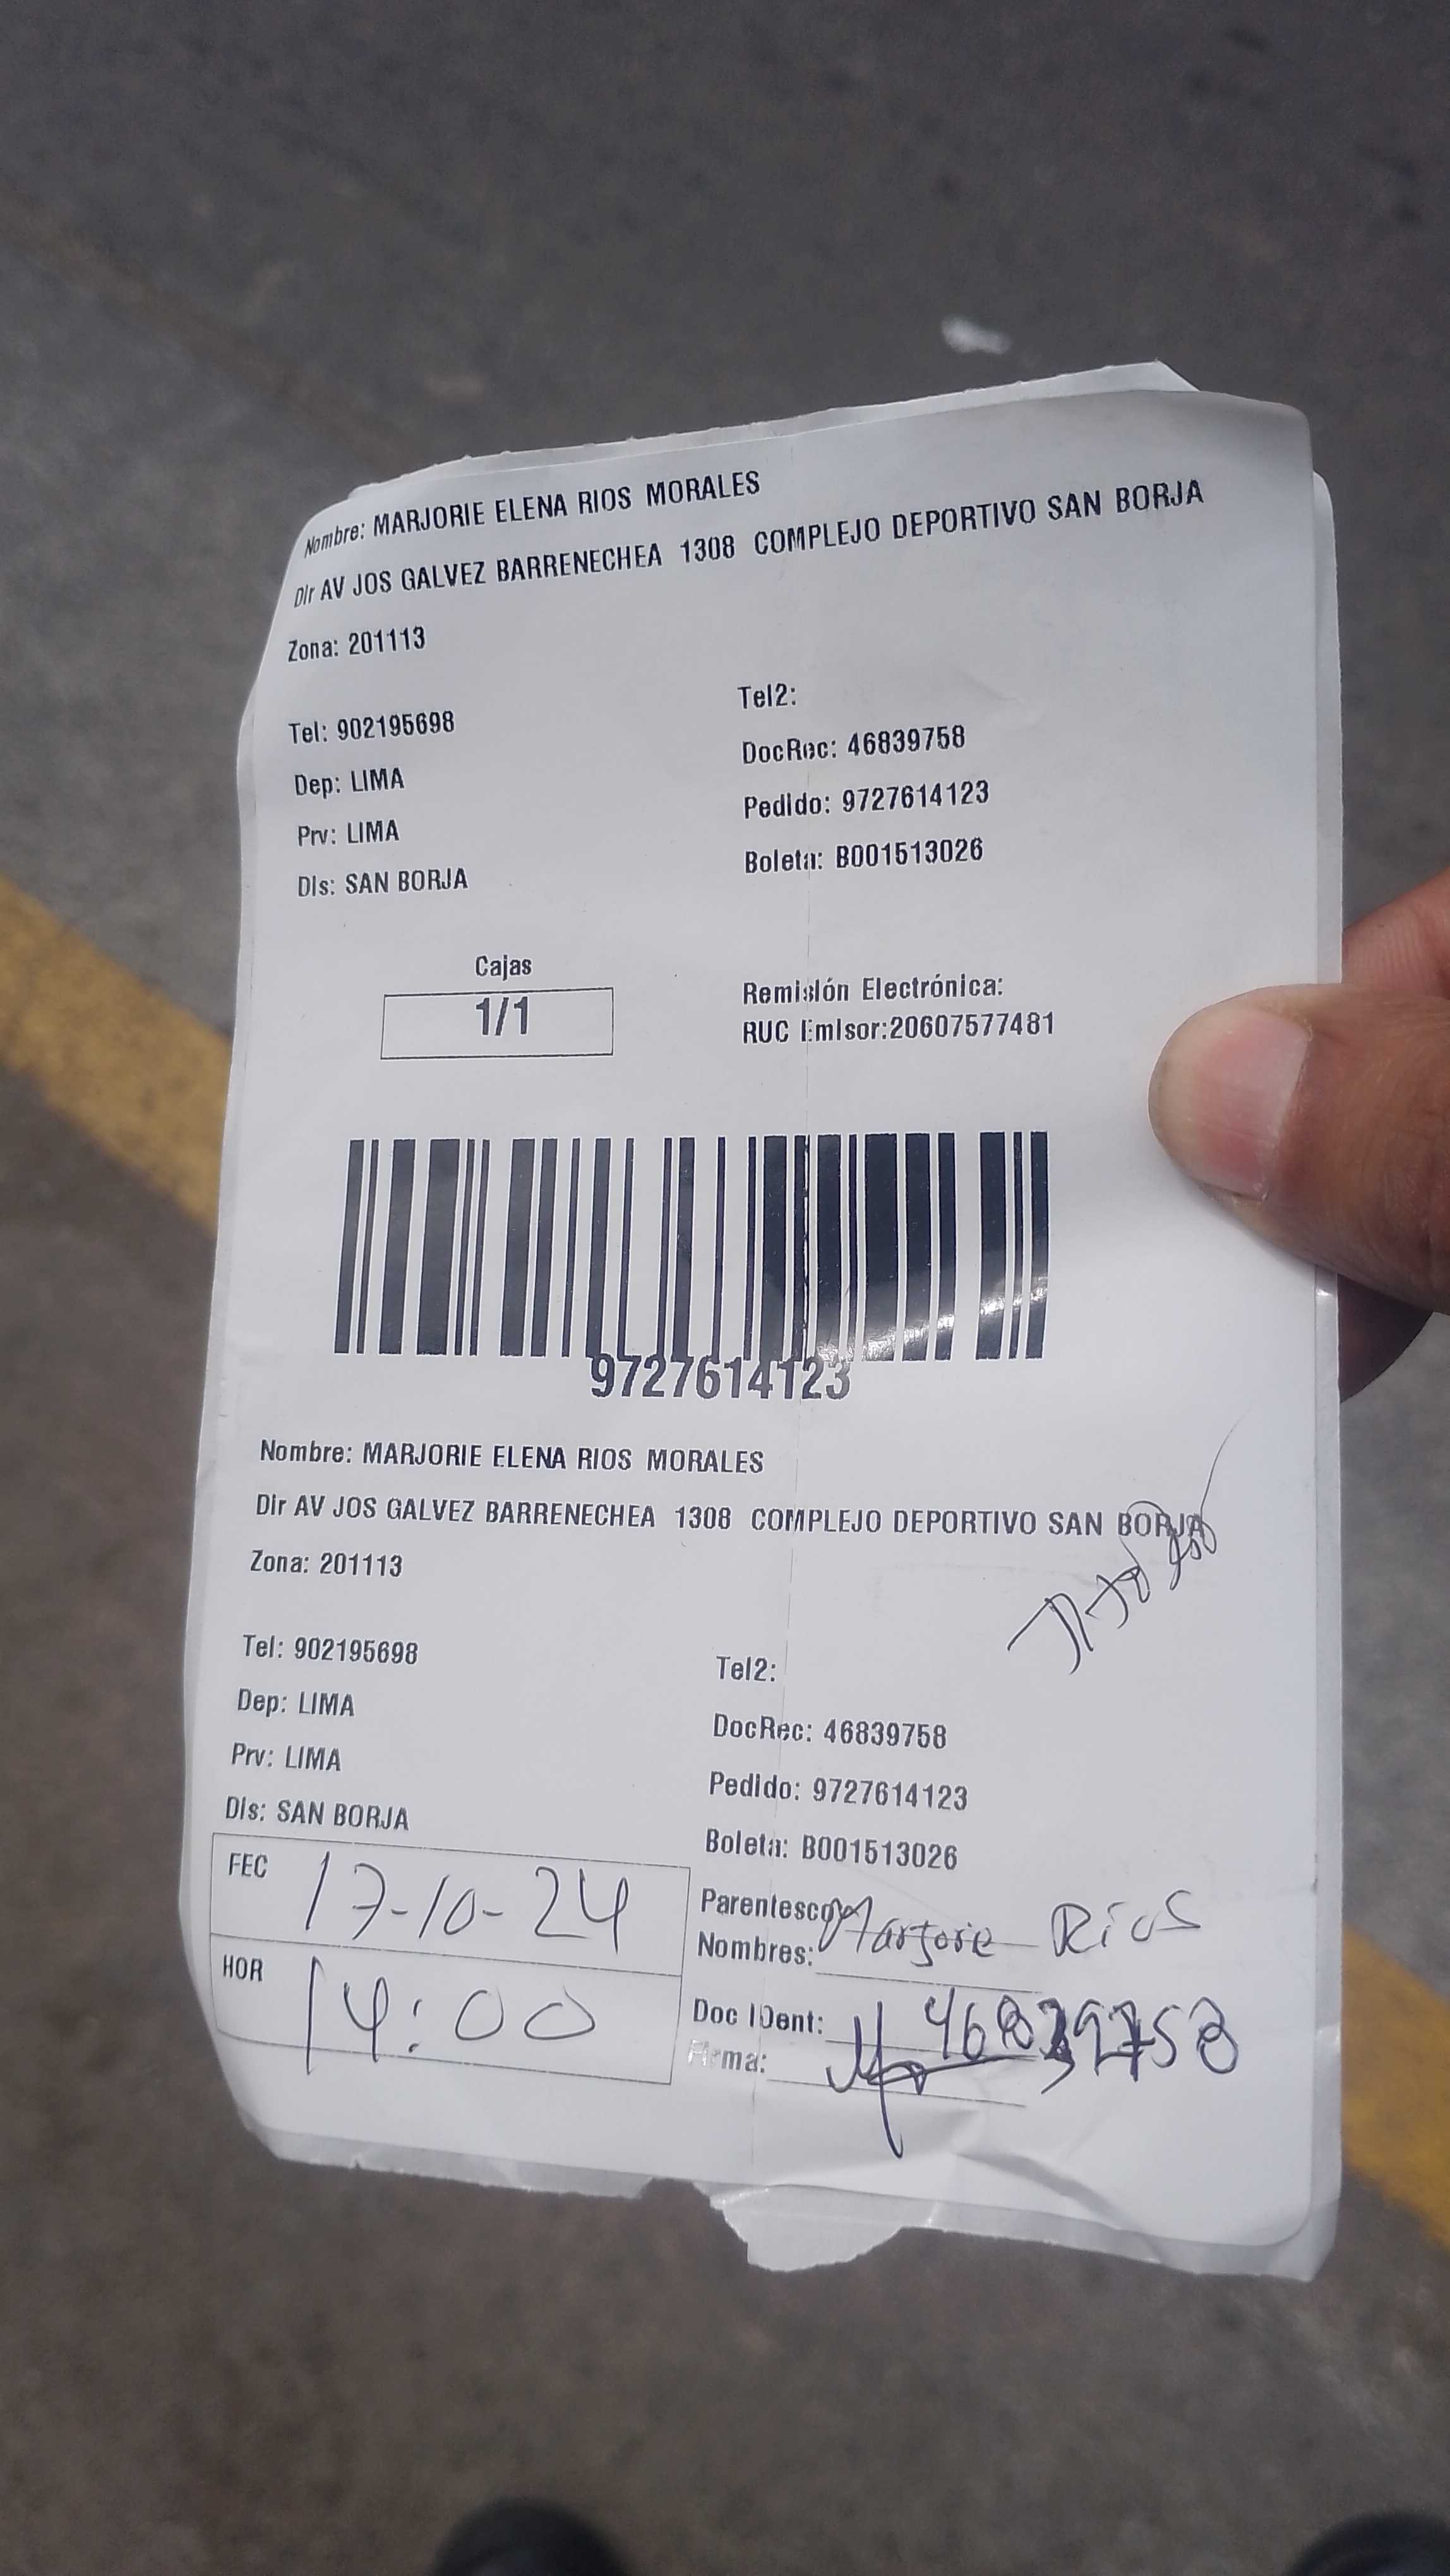 Nombre: MARJORIE ELENA RIOS MORALES
Dir AV JOS GALVEZ BARRENECHEA 1308 COMPLEJO DEPORTIVO SAN BORJA
Zona: 201113
Tel: 902195698
Tel2:
Dep: LIMA
DocRec: 46839758
Prv: LIMA
Pedido: 9727614123
Dis: SAN BORJA
Boleta: B001513026
Cajas
1/1
Remisión Electrónica:
RUC Emisor:20607577481
9727614123
Nombre: MARJORIE ELENA RIOS MORALES
Dir AV JOS GALVEZ BARRENECHEA 1308 COMPLEJO DEPORTIVO SAN BORJA
Zona: 201113
Tel: 902195698
Tel2:
Dep: LIMA
DocRec: 46839758
Prv: LIMA
Pedido: 9727614123
Dis: SAN BORJA
Boleta: B001513026
FEC 17-10-24
Parentesco
Nombres: Marjorie Rios
HOR 14:00
Doc IDent: 46839758
Firma: